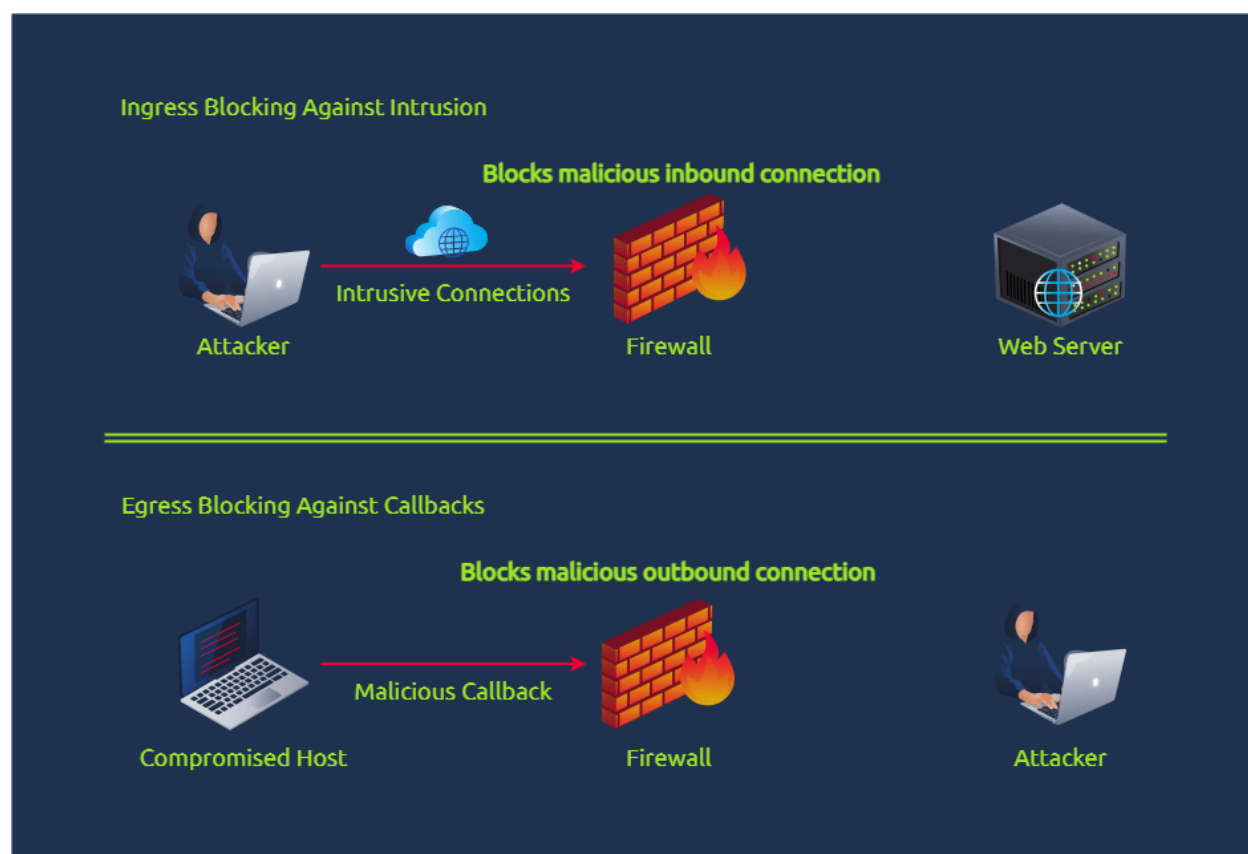 Ingress Blocking Against Intrusion
Blocks malicious inbound connection
Intrusive Connections
Attacker
Firewall
Web Server
Egress Blocking Against Callbacks
Blocks malicious outbound connection
Malicious Callback
Compromised Host
Firewall
Attacker